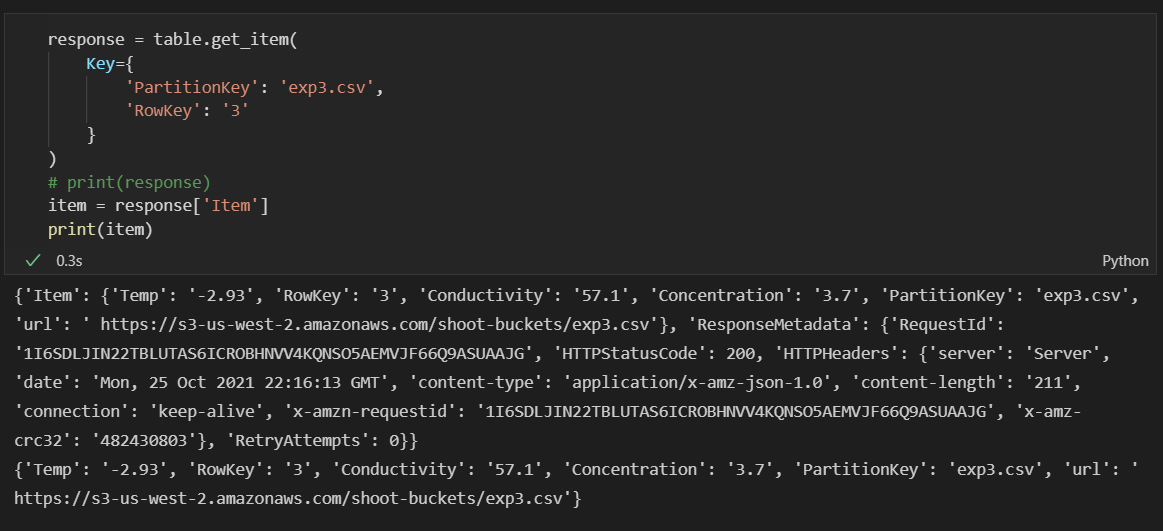 response = table.get_item(
    Key={
        'PartitionKey': 'exp3.csv',
        'RowKey': '3'
    }
)
# print(response)
item = response['Item']
print(item)
✓ 0.3s Python
{'Item': {'Temp': '-2.93', 'RowKey': '3', 'Conductivity': '57.1', 'Concentration': '3.7', 'PartitionKey': 'exp3.csv',
'url': ' https://s3-us-west-2.amazonaws.com/shoot-buckets/exp3.csv'}, 'ResponseMetadata': {'RequestId':
'1I6SDLJIN22TBLUTAS6ICROBHNVV4KQNSO5AEMVJF66Q9ASUAAJG', 'HTTPStatusCode': 200, 'HTTPHeaders': {'server': 'Server',
'date': 'Mon, 25 Oct 2021 22:16:13 GMT', 'content-type': 'application/x-amz-json-1.0', 'content-length': '211',
'connection': 'keep-alive', 'x-amzn-requestid': '1I6SDLJIN22TBLUTAS6ICROBHNVV4KQNSO5AEMVJF66Q9ASUAAJG', 'x-amz-
crc32': '482430803'}, 'RetryAttempts': 0}}
{'Temp': '-2.93', 'RowKey': '3', 'Conductivity': '57.1', 'Concentration': '3.7', 'PartitionKey': 'exp3.csv', 'url': '
https://s3-us-west-2.amazonaws.com/shoot-buckets/exp3.csv'}